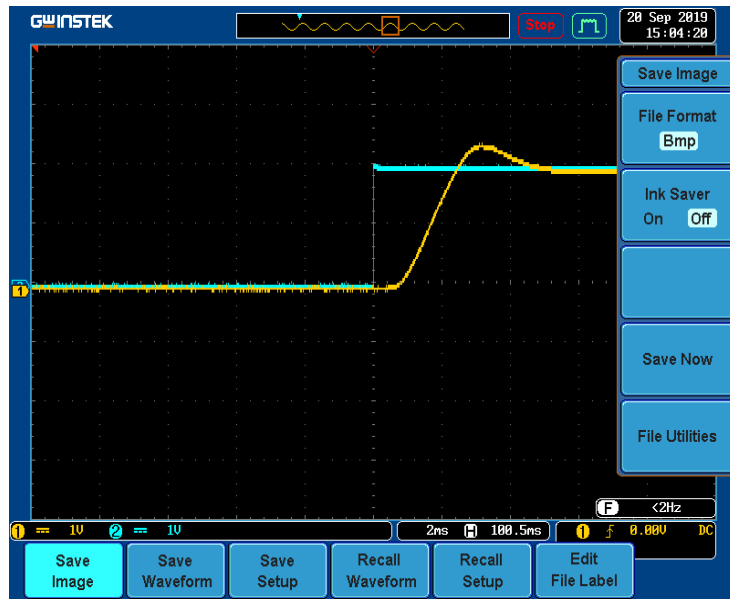 GWINSTEK
Stop
20 Sep 2019
15:04:20
Save Image
File Format
Bmp
Ink Saver
On Off
Save Now
File Utilities
1
F <2Hz
1 1V 2 1V
2ms H 100.5ms
1 0.00V DC
Save Image
Save Waveform
Save Setup
Recall Waveform
Recall Setup
Edit File Label